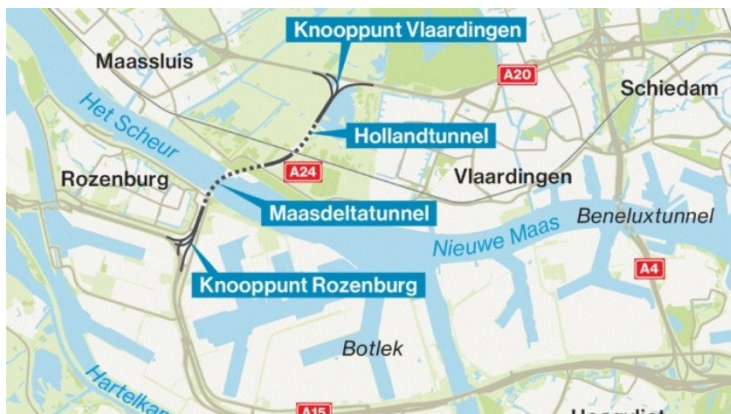 Knooppunt Vlaardingen
Maassluis
A20
Schiedam
Het Scheur
Hollandtunnel
Rozenburg
A24
Vlaardingen
Maasdeltatunnel
Beneluxtunnel
Nieuwe Maas
A4
Knooppunt Rozenburg
Botlek
A15